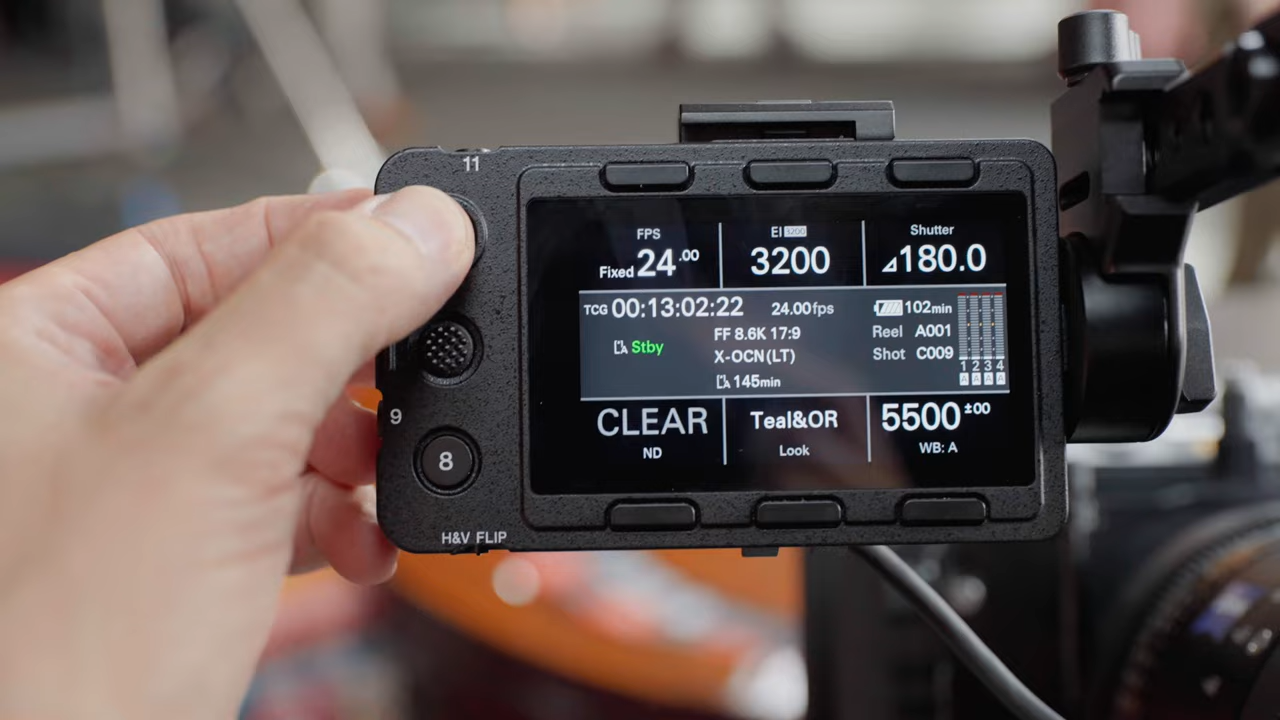 11
FPS
Fixed 24.00
EI 3200
3200
Shutter
180.0
TCG 00:13:02:22 24.00fps
102min
FF 8.6K 17:9
Reel A001
Stby
X-OCN(LT)
Shot C009
145min
1 2 3 4
A A A A
CLEAR
ND
Teal&OR
Look
5500±00
WB: A
9
8
H&V FLIP